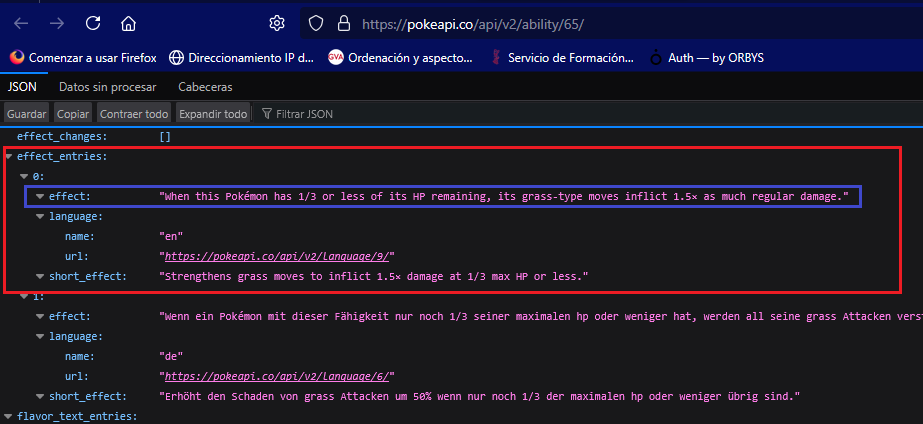 https://pokeapi.co/api/v2/ability/65/
Comenzar a usar Firefox Direccionamiento IP d... GVA Ordenación y aspecto... Servicio de Formación... Auth — by ORBYS
JSON Datos sin procesar Cabeceras
Guardar Copiar Contraer todo Expandir todo Filtrar JSON
effect_changes: []
effect_entries:
0:
effect: "When this Pokémon has 1/3 or less of its HP remaining, its grass-type moves inflict 1.5× as much regular damage."
language:
name: "en"
url: "https://pokeapi.co/api/v2/language/9/"
short_effect: "Strengthens grass moves to inflict 1.5× damage at 1/3 max HP or less."
1:
effect: "Wenn ein Pokémon mit dieser Fähigkeit nur noch 1/3 seiner maximalen hp oder weniger hat, werden all seine grass Attacken verst
language:
name: "de"
url: "https://pokeapi.co/api/v2/language/6/"
short_effect: "Erhöht den Schaden von grass Attacken um 50% wenn nur noch 1/3 der maximalen hp oder weniger übrig sind."
flavor_text_entries: